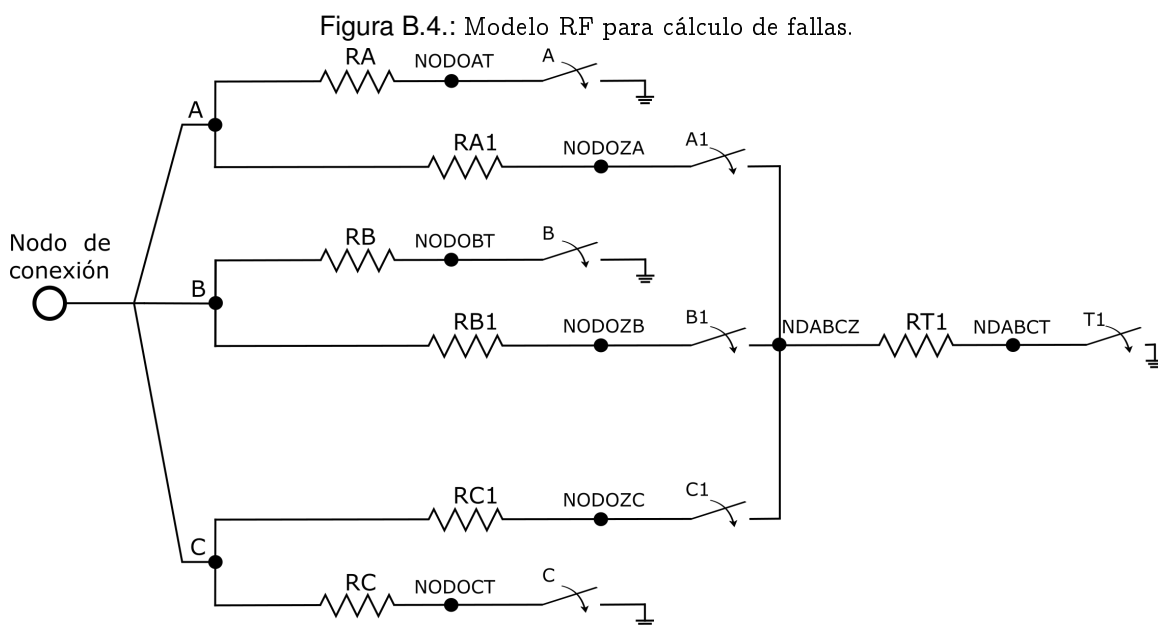 Figura B.4.: Modelo RF para cálculo de fallas.
RA
NODOAT
A
A
RA1
NODOZA
A1
Nodo de
conexión
RB
NODOBT
B
B
RB1
NODOZB
B1
NDABCZ
RT1
NDABCT
T1
RC1
NODOZC
C1
C
RC
NODOCT
C